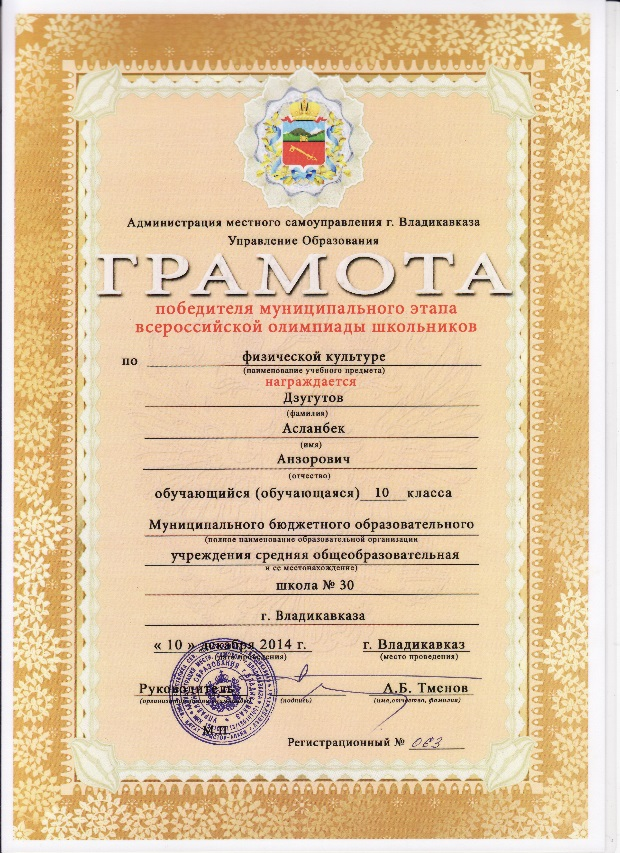 Администрация местного самоуправления г. Владикавказа
Управление Образования
ГРАМОТА
победителя муниципального этапа
всероссийской олимпиады школьников
по физической культуре
(наименование учебного предмета)
награждается
Дзугутов
(фамилия)
Асланбек
(имя)
Анзорович
(отчество)
обучающийся (обучающаяся) 10 класса
Муниципального бюджетного образовательного
(полное наименование образовательной организации
учреждения средняя общеобразовательная
и ее местонахождение)
школа № 30
г. Владикавказа
« 10 » декабря 2014 г. г. Владикавказ
(дата проведения) (место проведения)
Руководитель А.Б. Тменов
(подпись) (имя, отчество, фамилия)
М.П.
Регистрационный № 063